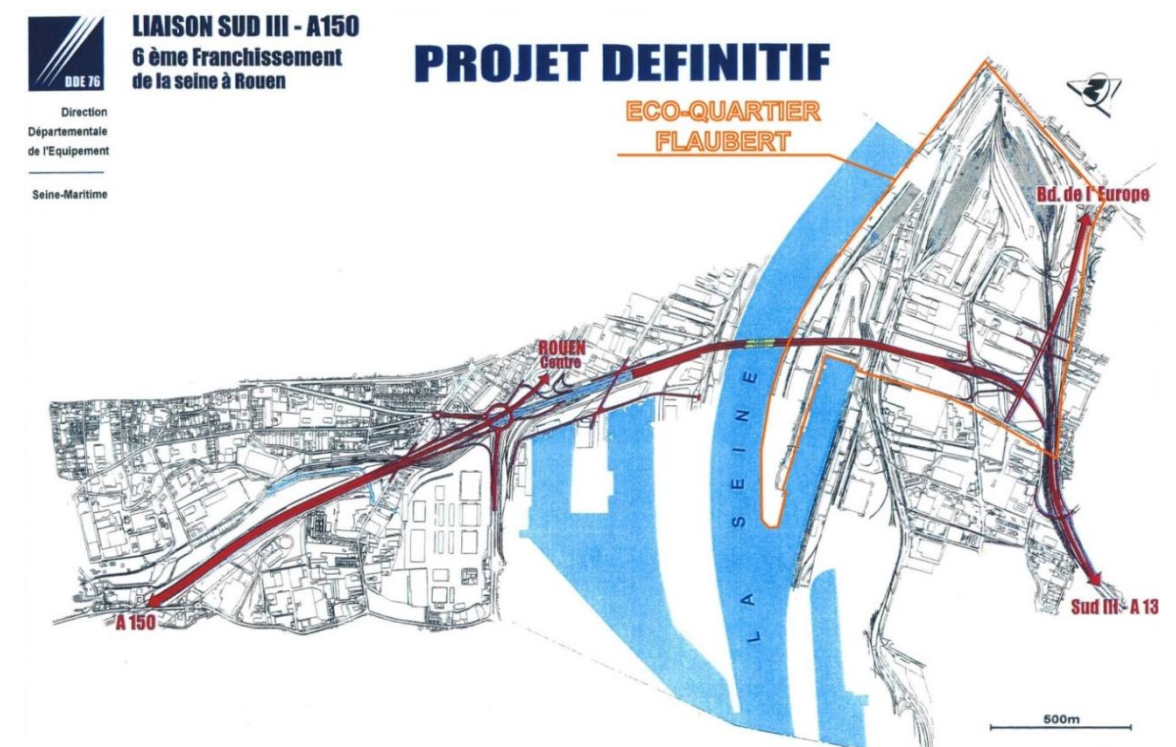 DDE 76
Direction
Départementale
de l'Equipement
Seine-Maritime
LIAISON SUD III - A150
6 ème Franchissement
de la seine à Rouen
PROJET DEFINITIF
ECO-QUARTIER
FLAUBERT
Bd. de l' Europe
ROUEN
Centre
LA SEINE
A 150
Sud III - A 13
500m